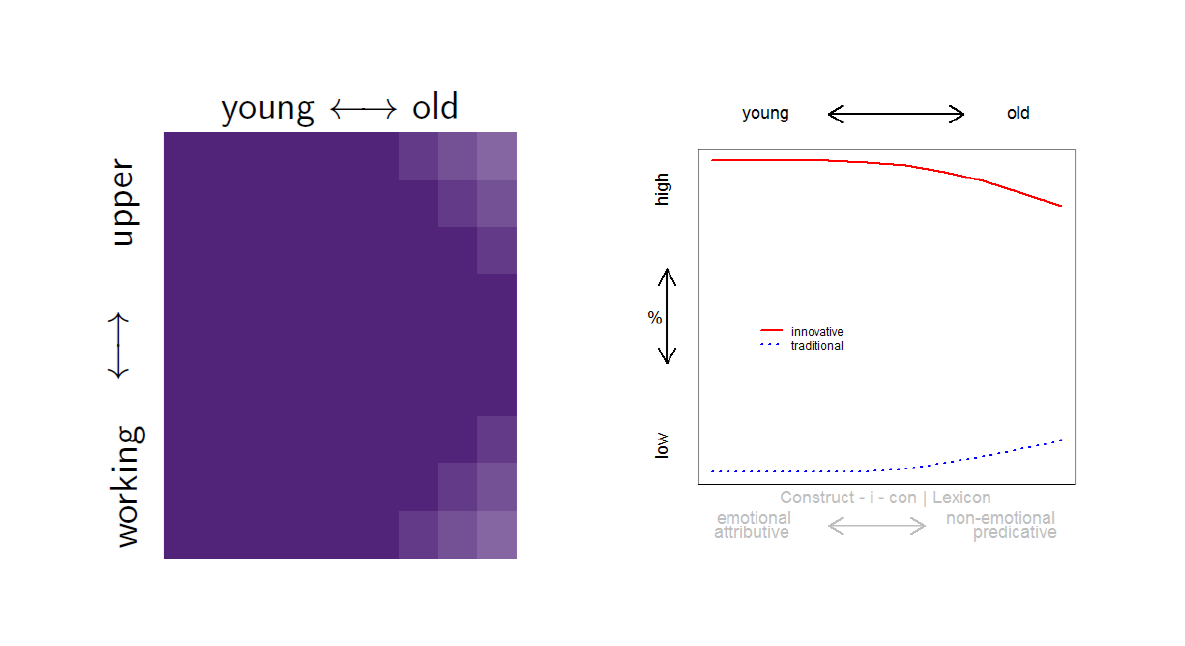 young ⟷ old
upper
⟷
working
young old
high
%
low
innovative
traditional
Construct - i - con | Lexicon
emotional non-emotional
attributive predicative